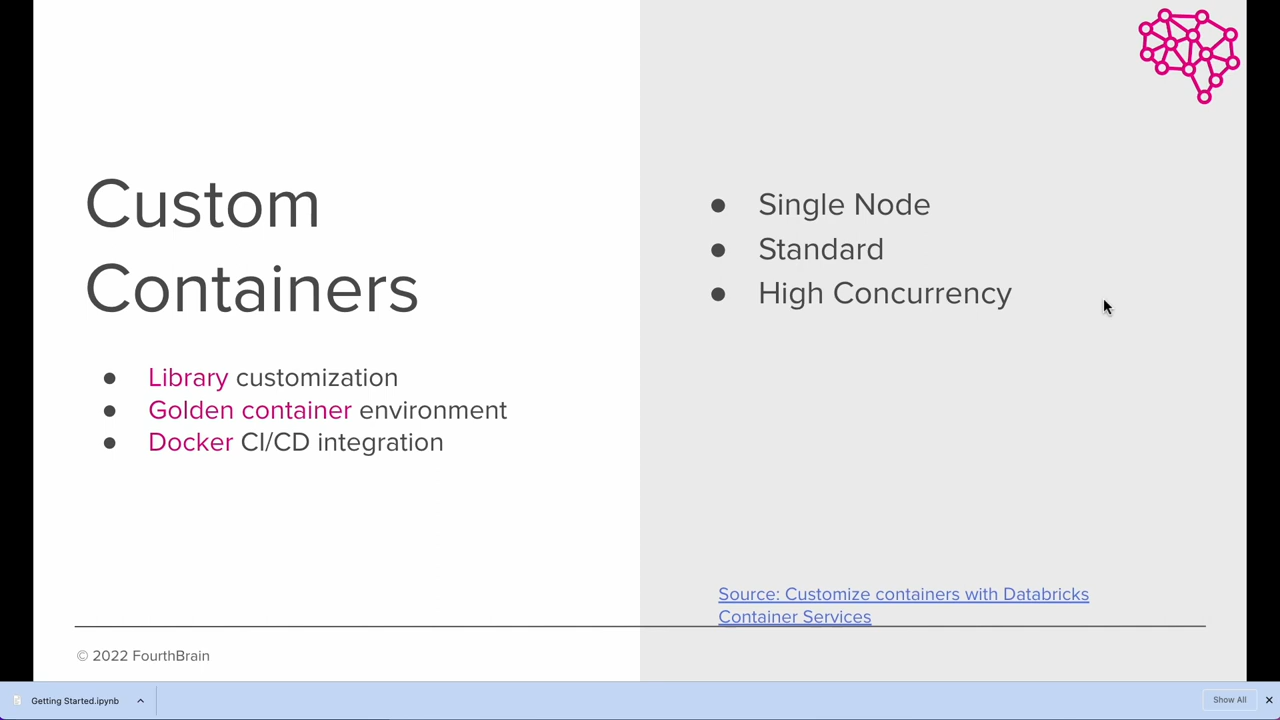 Custom
Containers
● Library customization
● Golden container environment
● Docker CI/CD integration
● Single Node
● Standard
● High Concurrency
Source: Customize containers with Databricks
Container Services
© 2022 FourthBrain
Getting Started.ipynb
Show All